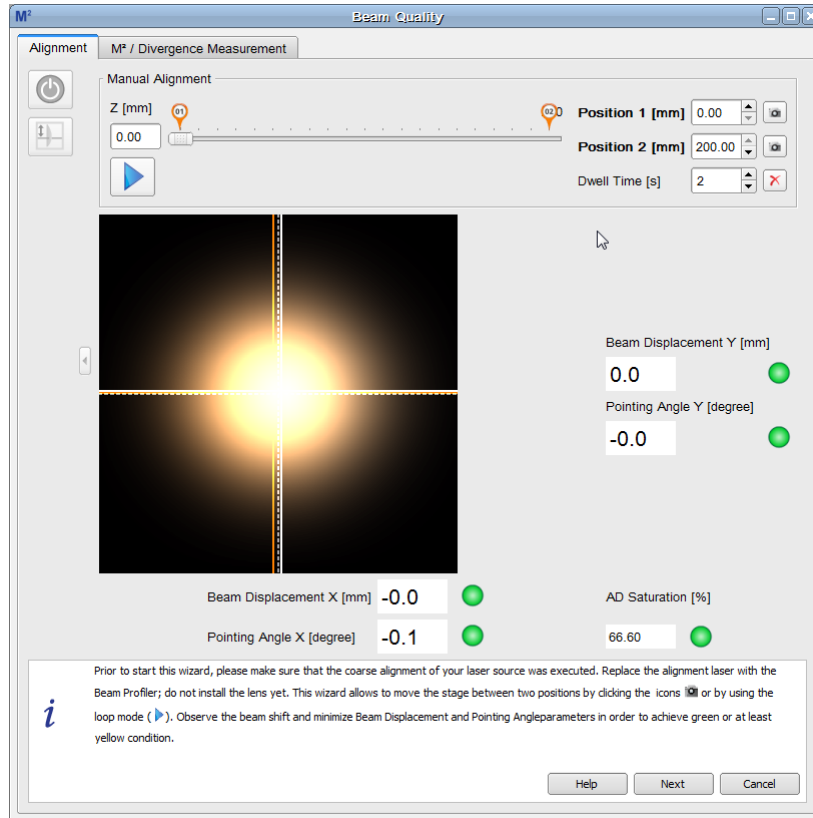 M²
Beam Quality
Alignment
M² / Divergence Measurement
Manual Alignment
Z [mm]
01
02
0
Position 1 [mm]
0.00
0.00
Position 2 [mm]
200.00
Dwell Time [s]
2
Beam Displacement Y [mm]
0.0
Pointing Angle Y [degree]
-0.0
Beam Displacement X [mm]
-0.0
AD Saturation [%]
Pointing Angle X [degree]
-0.1
66.60
Prior to start this wizard, please make sure that the coarse alignment of your laser source was executed. Replace the alignment laser with the
Beam Profiler; do not install the lens yet. This wizard allows to move the stage between two positions by clicking the icons or by using the
loop mode ( ). Observe the beam shift and minimize Beam Displacement and Pointing Angleparameters in order to achieve green or at least
yellow condition.
i
Help
Next
Cancel